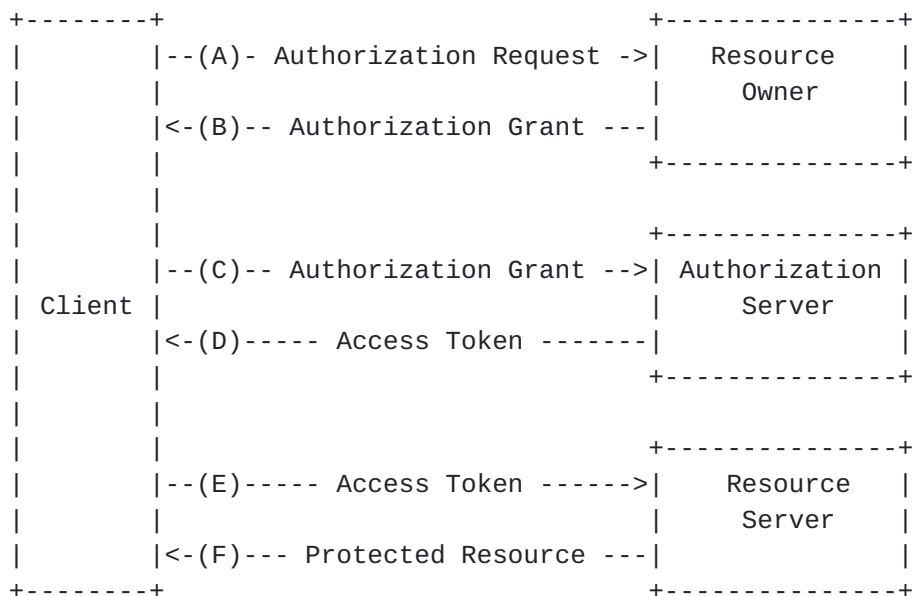 +--------+                               +---------------+
|        |--(A)- Authorization Request ->|   Resource    |
|        |                               |     Owner     |
|        |<-(B)-- Authorization Grant ---|               |
|        |                               +---------------+
|        |
|        |                               +---------------+
|        |--(C)-- Authorization Grant -->| Authorization |
| Client |                               |     Server    |
|        |<-(D)----- Access Token -------|               |
|        |                               +---------------+
|        |
|        |                               +---------------+
|        |--(E)----- Access Token ------>|    Resource   |
|        |                               |     Server    |
|        |<-(F)--- Protected Resource ---|               |
+--------+                               +---------------+